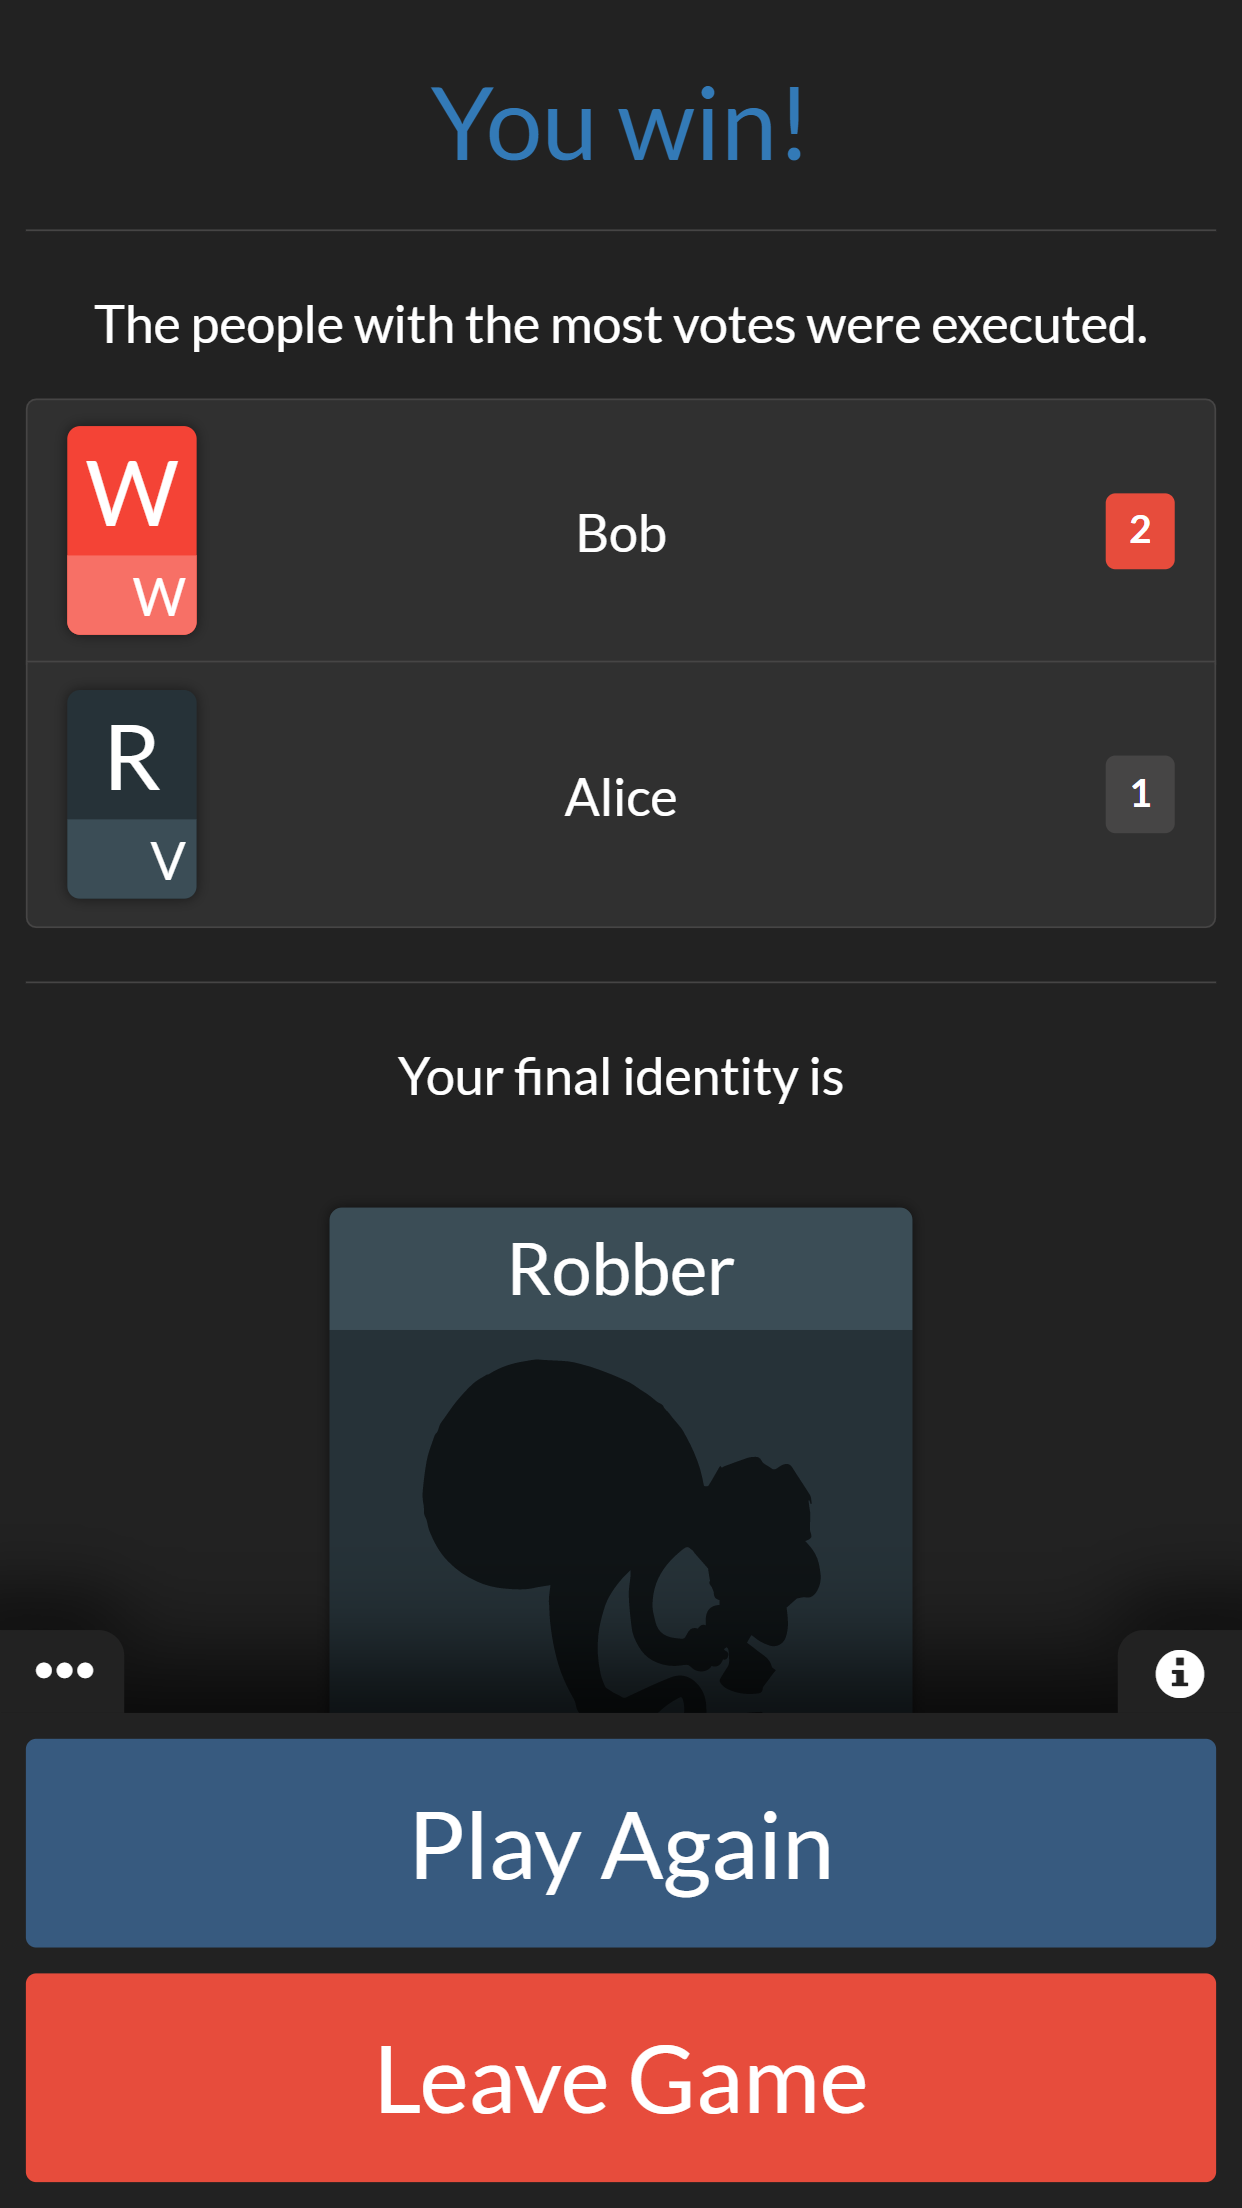 You win!
The people with the most votes were executed.
W
W
Bob
2
R
V
Alice
1
Your final identity is
Robber
Play Again
Leave Game